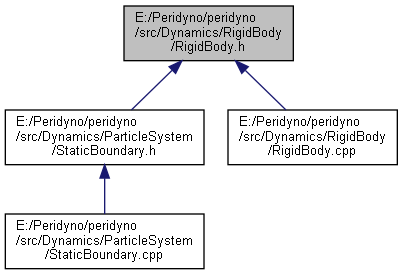 E:/Peridyno/peridyno
/src/Dynamics/RigidBody
/RigidBody.h
E:/Peridyno/peridyno
/src/Dynamics/ParticleSystem
/StaticBoundary.h
E:/Peridyno/peridyno
/src/Dynamics/RigidBody
/RigidBody.cpp
E:/Peridyno/peridyno
/src/Dynamics/ParticleSystem
/StaticBoundary.cpp